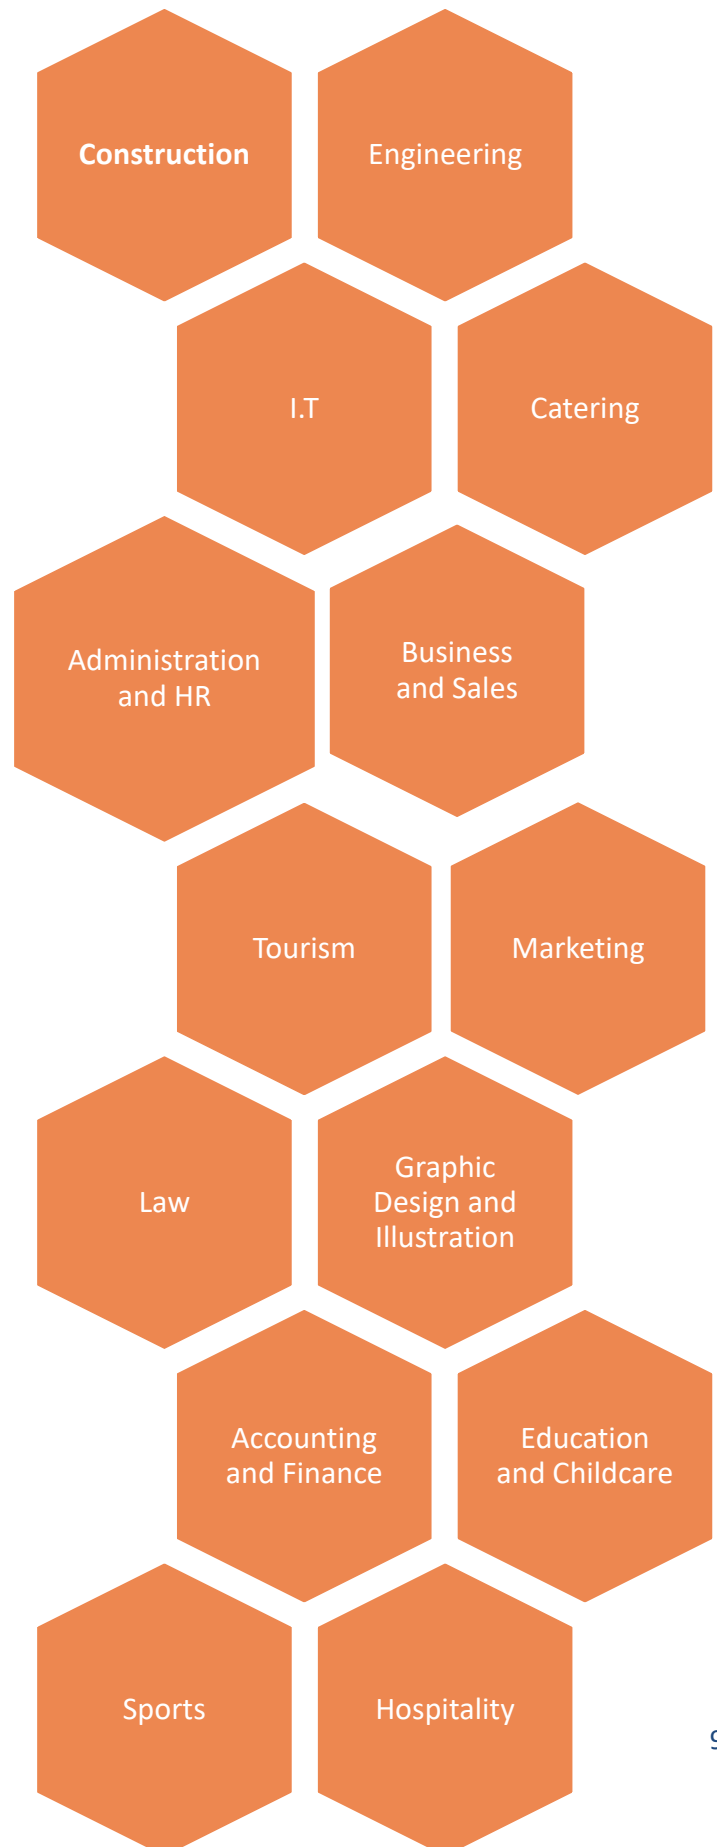 Construction
Engineering
I.T
Catering
Administration
and HR
Business
and Sales
Tourism
Marketing
Law
Graphic
Design and
Illustration
Accounting
and Finance
Education
and Childcare
Sports
Hospitality
9